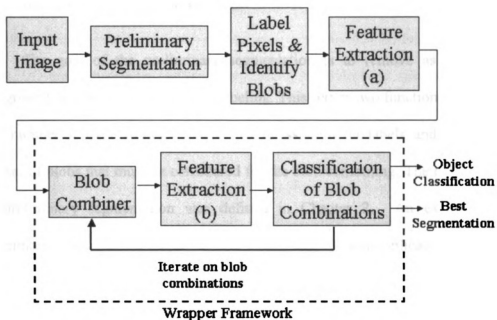 Input
Image
Preliminary
Segmentation
Label
Pixels &
Identify
Blobs
Feature
Extraction
(a)
Blob
Combiner
Feature
Extraction
(b)
Classification
of Blob
Combinations
Object
Classification
Best
Segmentation
Iterate on blob
combinations
Wrapper Framework